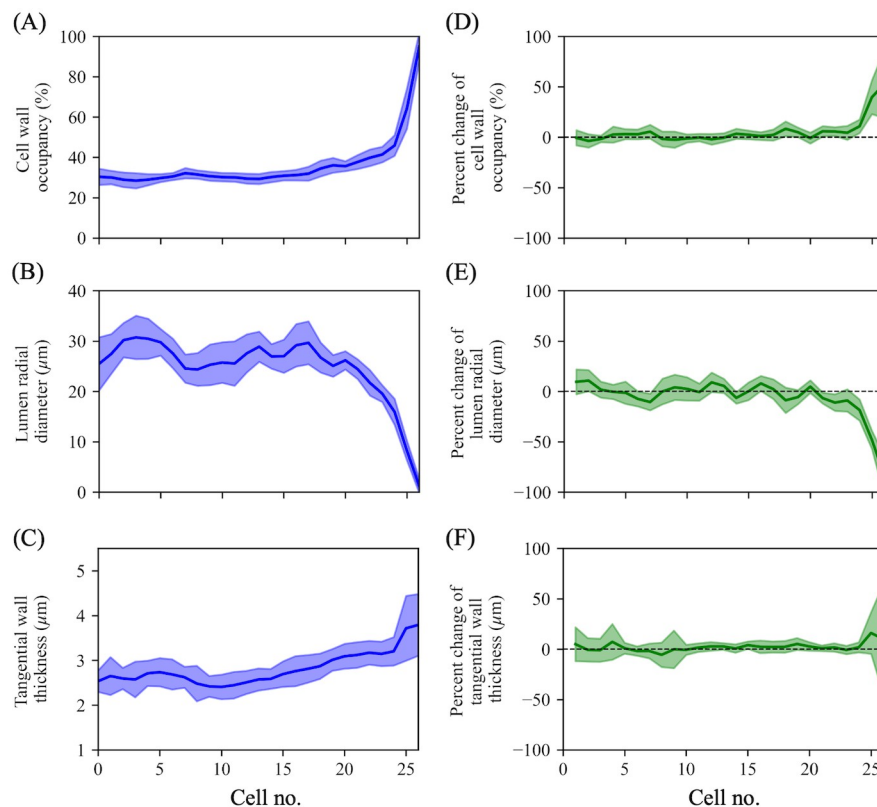 (A)
100
80
60
40
20
0
Cell wall
occupancy (%)
(B)
40
30
20
10
0
Lumen radial
diameter (µm)
(C)
5
4
3
2
1
Tangential wall
thickness (µm)
0 5 10 15 20 25
Cell no.
(D)
100
50
0
−50
−100
Percent change of
cell wall
occupancy (%)
(E)
100
50
0
−50
−100
Percent change of
lumen radial
diameter (µm)
(F)
100
50
0
−50
−100
Percent change of
tangential wall
thickness (µm)
0 5 10 15 20 25
Cell no.